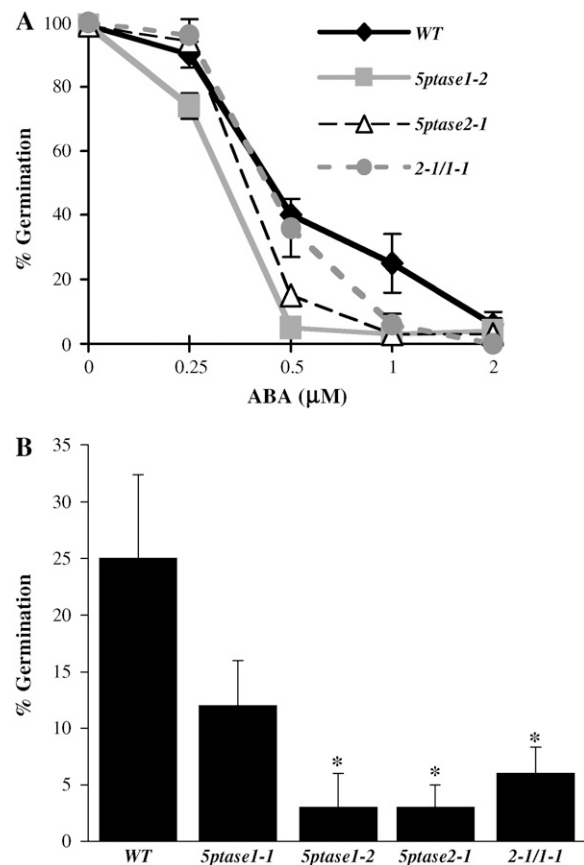 A
100
80
60
40
20
0
% Germination
0 0.25 0.5 1 2
ABA (μM)
WT
5ptase1-2
5ptase2-1
2-1/1-1
B
35
30
25
20
15
10
5
0
% Germination
* * *
WT 5ptase1-1 5ptase1-2 5ptase2-1 2-1/1-1